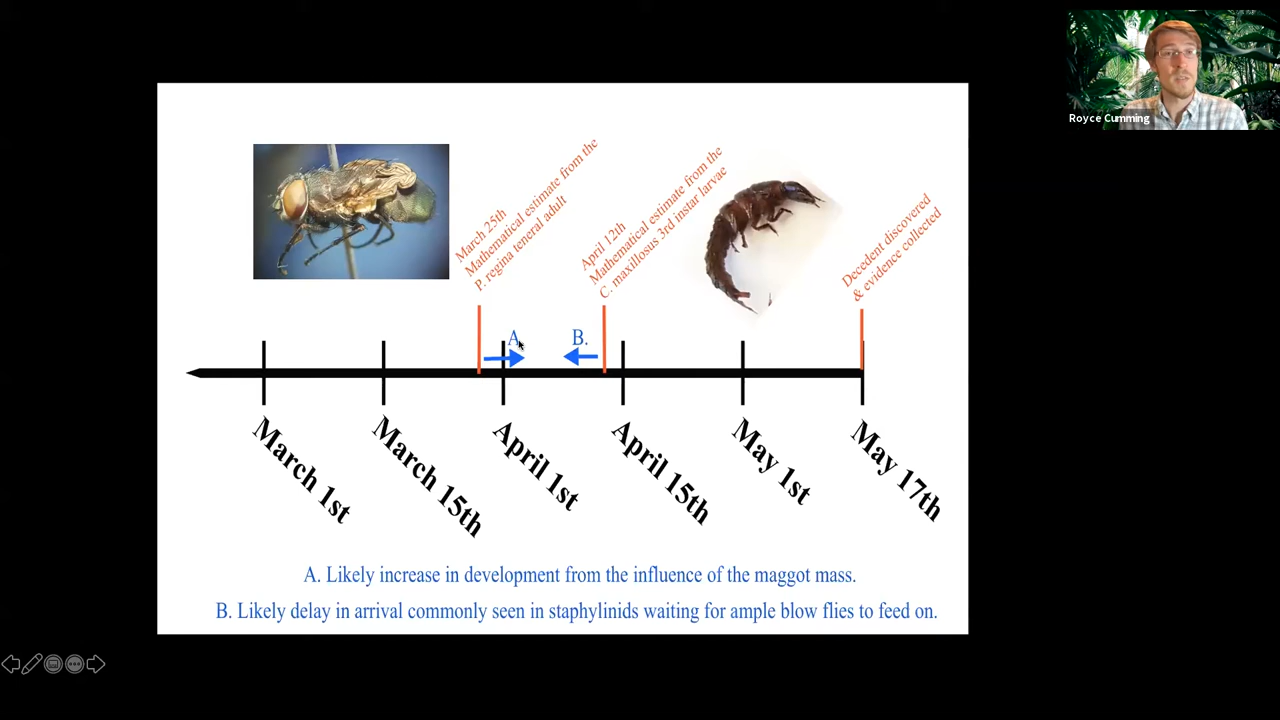 Royce Cumming
March 25th
Mathematical estimate from the
P. regina teneral adult
April 12th
Mathematical estimate from the
C. maxillosus 3rd instar larvae
Decedent discovered
& evidence collected
A.
B.
March 1st
March 15th
April 1st
April 15th
May 1st
May 17th
A. Likely increase in development from the influence of the maggot mass.
B. Likely delay in arrival commonly seen in staphylinids waiting for ample blow flies to feed on.